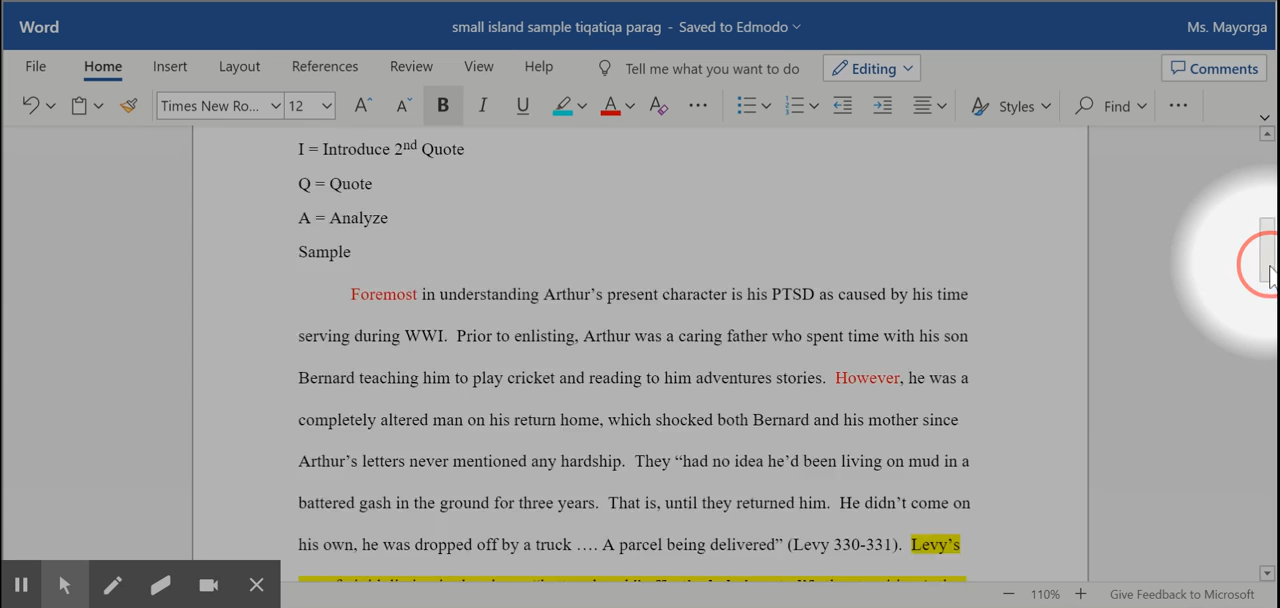 Word
small island sample tiqatiqa parag - Saved to Edmodo
Ms. Mayorga
File Home Insert Layout References Review View Help Tell me what you want to do Editing Comments
Times New Ro... 12 A A B I U A A ... Styles Find ...
I = Introduce 2nd Quote
Q = Quote
A = Analyze
Sample
Foremost in understanding Arthur’s present character is his PTSD as caused by his time
serving during WWI. Prior to enlisting, Arthur was a caring father who spent time with his son
Bernard teaching him to play cricket and reading to him adventures stories. However, he was a
completely altered man on his return home, which shocked both Bernard and his mother since
Arthur’s letters never mentioned any hardship. They “had no idea he’d been living on mud in a
battered gash in the ground for three years. That is, until they returned him. He didn’t come on
his own, he was dropped off by a truck …. A parcel being delivered” (Levy 330-331). Levy’s
110%
Give Feedback to Microsoft